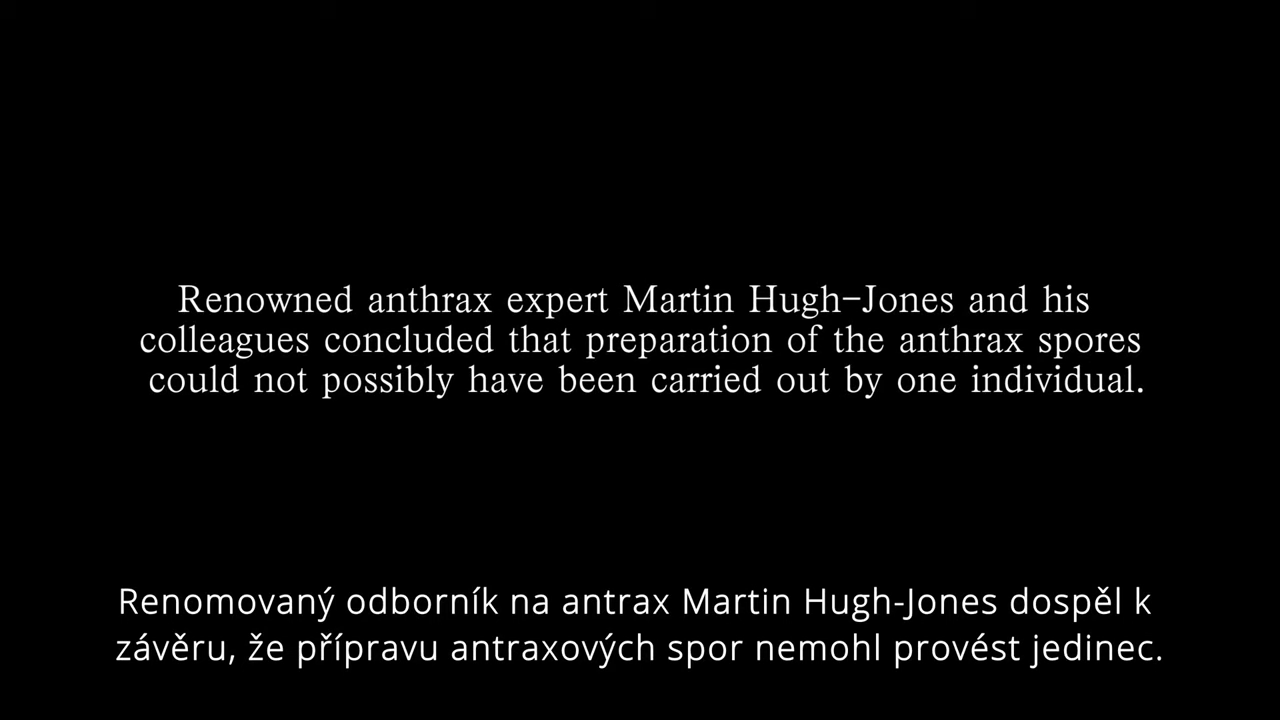 Renowned anthrax expert Martin Hugh-Jones and his
colleagues concluded that preparation of the anthrax spores
could not possibly have been carried out by one individual.
Renomovaný odborník na antrax Martin Hugh-Jones dospěl k
závěru, že přípravu antraxových spor nemohl provést jedinec.